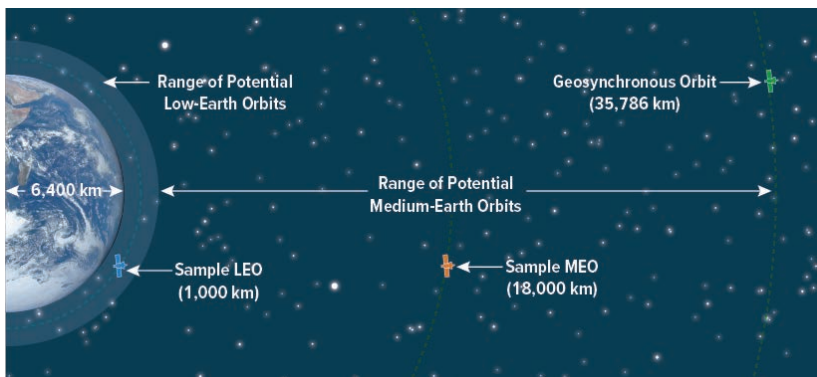 Range of Potential
Low-Earth Orbits
Geosynchronous Orbit
(35,786 km)
6,400 km
Range of Potential
Medium-Earth Orbits
Sample LEO
(1,000 km)
Sample MEO
(18,000 km)